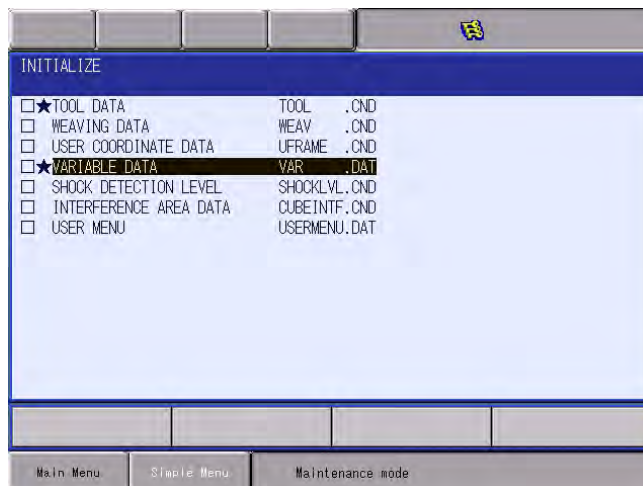 INITIALIZE
□★TOOL DATA TOOL .CND
□ WEAVING DATA WEAV .CND
□ USER COORDINATE DATA UFRAME .CND
□★VARIABLE DATA VAR .DAT
□ SHOCK DETECTION LEVEL SHOCKLVL.CND
□ INTERFERENCE AREA DATA CUBEINTF.CND
□ USER MENU USERMENU.DAT
Main Menu Simple Menu Maintenance mode